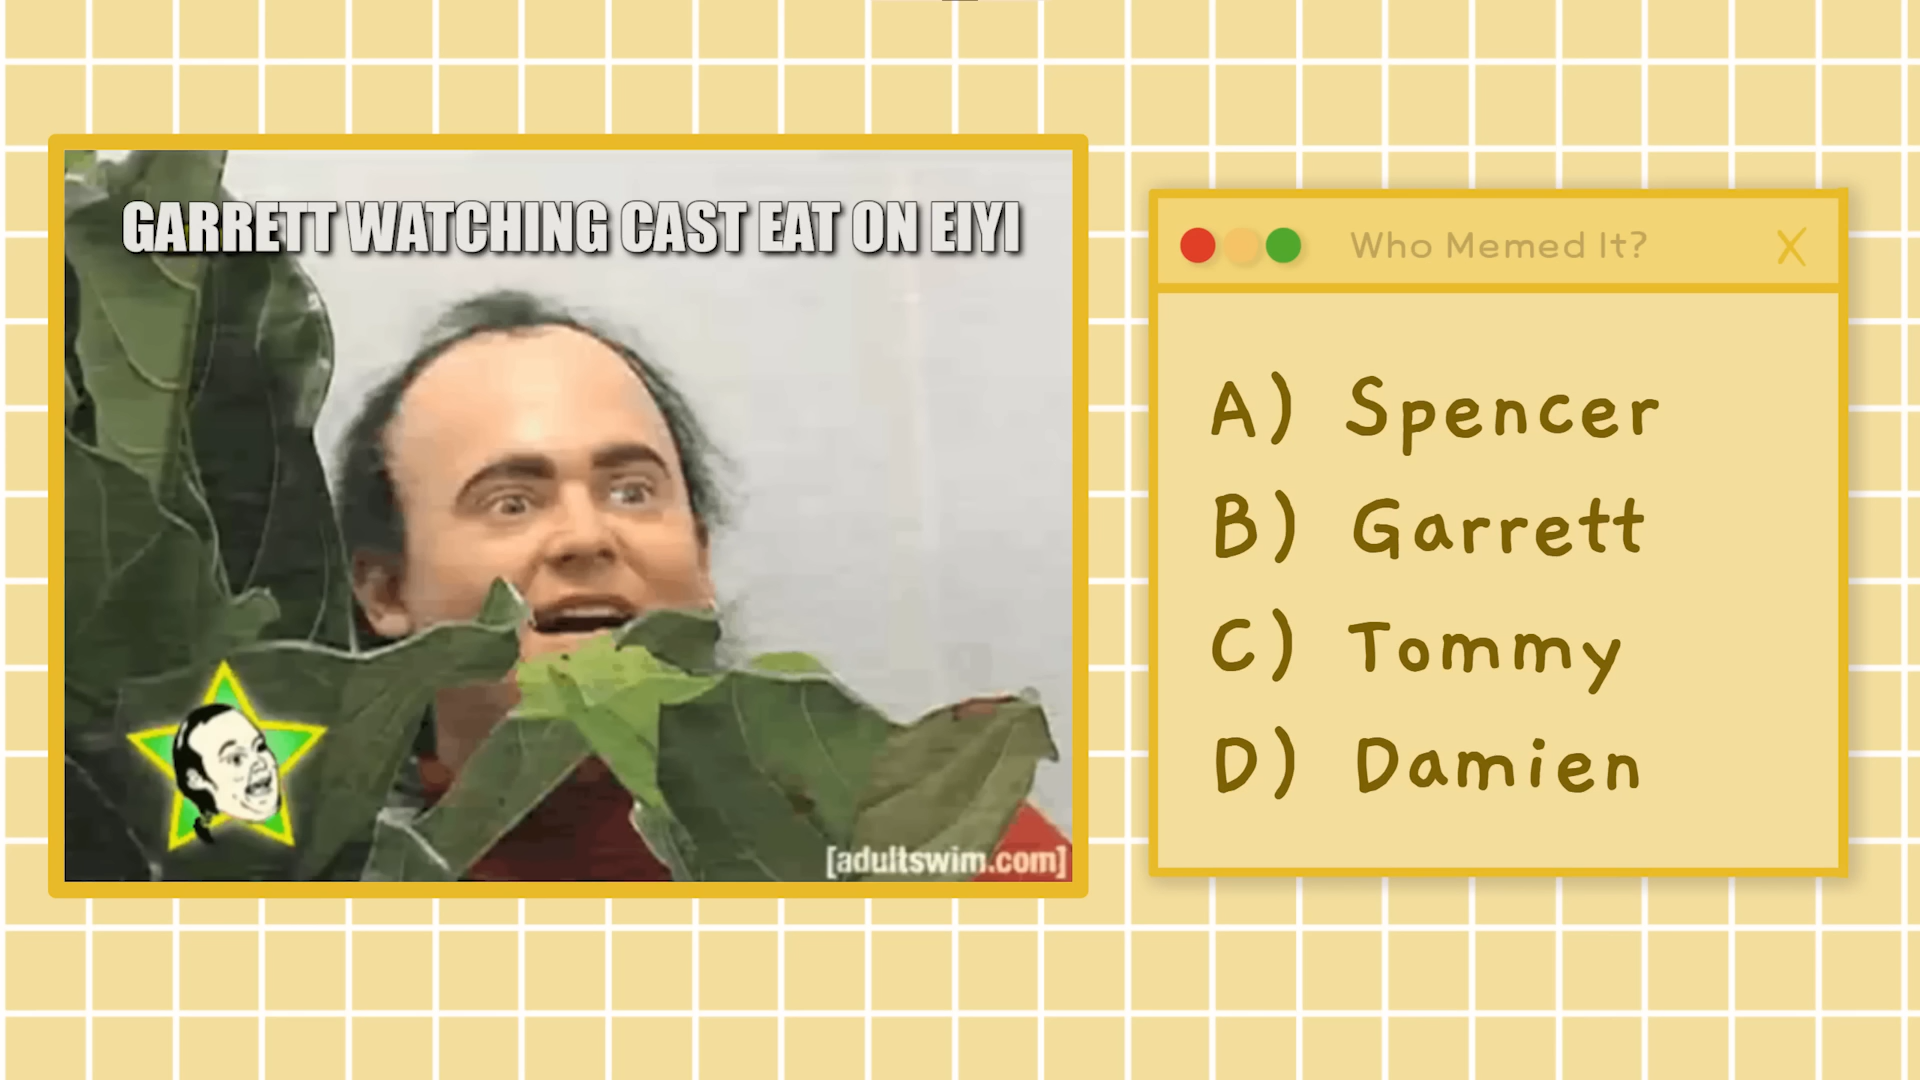 GARRETT WATCHING CAST EAT ON EIYI
[adultswim.com]
Who Memed It?
X
A) Spencer
B) Garrett
C) Tommy
D) Damien